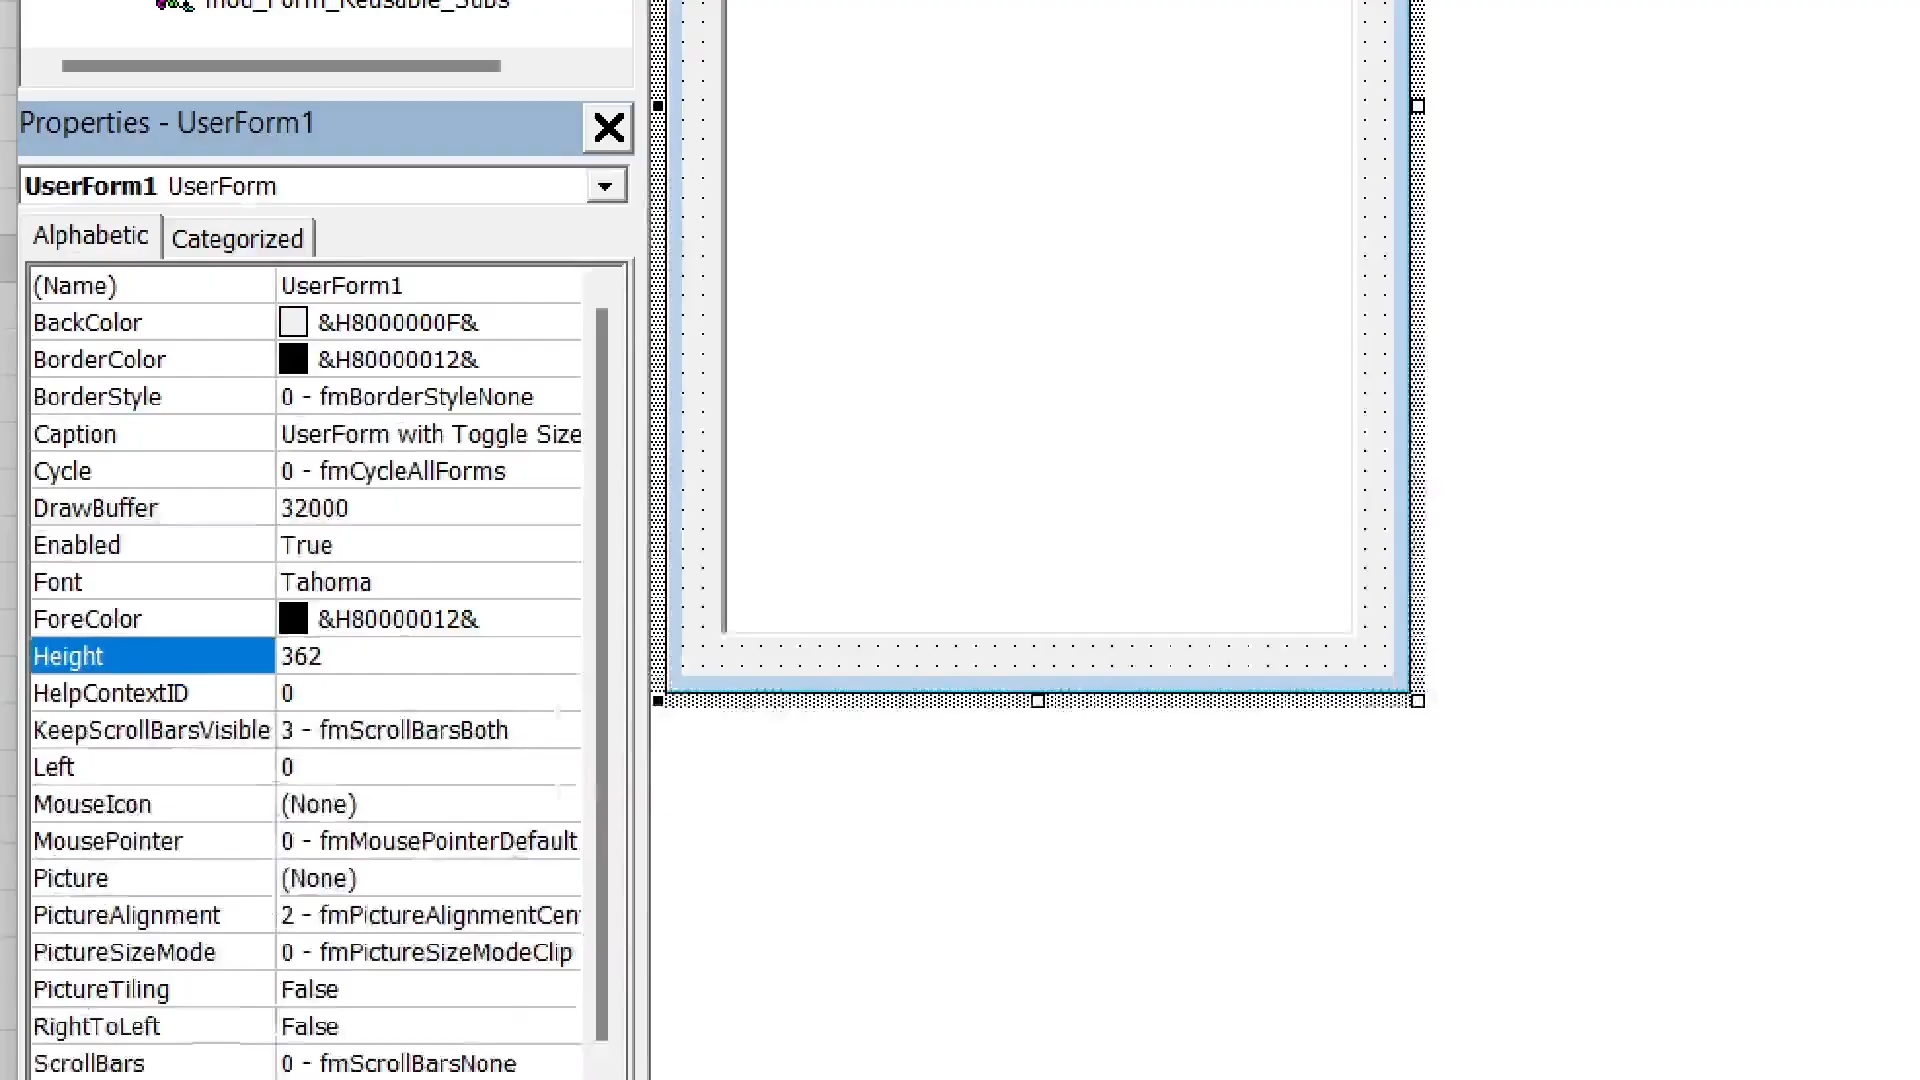 mod_Form_Reusable_Subs
Properties - UserForm1
UserForm1 UserForm
Alphabetic Categorized
(Name) UserForm1
BackColor &H8000000F&
BorderColor &H80000012&
BorderStyle 0 - fmBorderStyleNone
Caption UserForm with Toggle Size
Cycle 0 - fmCycleAllForms
DrawBuffer 32000
Enabled True
Font Tahoma
ForeColor &H80000012&
Height 362
HelpContextID 0
KeepScrollBarsVisible 3 - fmScrollBarsBoth
Left 0
MouseIcon (None)
MousePointer 0 - fmMousePointerDefault
Picture (None)
PictureAlignment 2 - fmPictureAlignmentCen
PictureSizeMode 0 - fmPictureSizeModeClip
PictureTiling False
RightToLeft False
ScrollBars 0 - fmScrollBarsNone